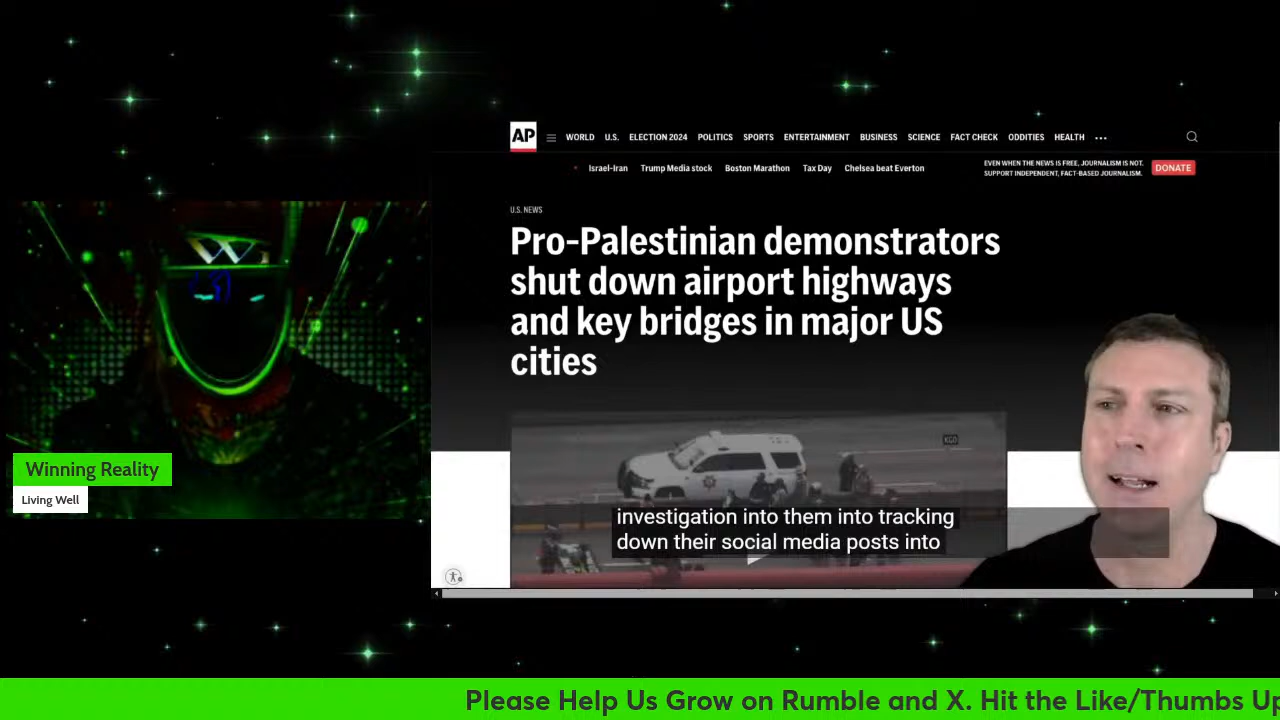 AP
WORLD U.S. ELECTION 2024 POLITICS SPORTS ENTERTAINMENT BUSINESS SCIENCE FACT CHECK ODDITIES HEALTH •••
Israel-Iran Trump Media stock Boston Marathon Tax Day Chelsea beat Everton
EVEN WHEN THE NEWS IS FREE, JOURNALISM IS NOT.
SUPPORT INDEPENDENT, FACT-BASED JOURNALISM.
DONATE
U.S. NEWS
Pro-Palestinian demonstrators
shut down airport highways
and key bridges in major US
cities
W
KGO
investigation into them into tracking
down their social media posts into
Winning Reality
Living Well
Please Help Us Grow on Rumble and X. Hit the Like/Thumbs Up